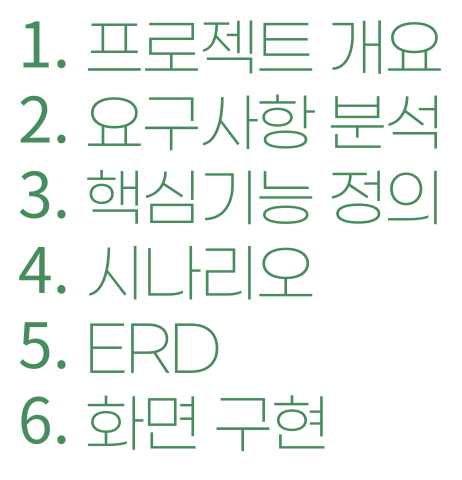 1. 프로젝트 개요
2. 요구사항 분석
3. 핵심기능 정의
4. 시나리오
5. ERD
6. 화면 구현